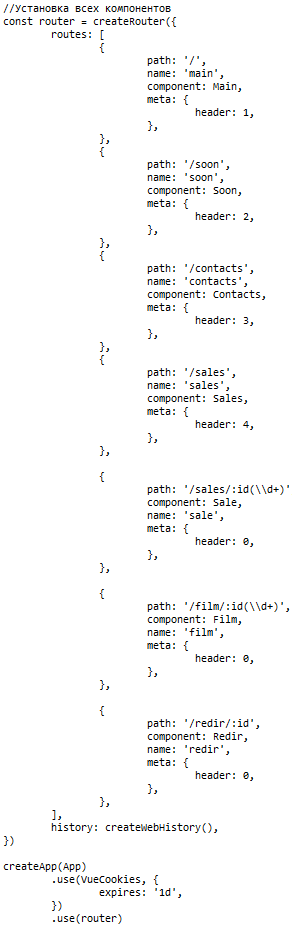 //Установка всех компонентов
const router = createRouter({
        routes: [
                {
                        path: '/',
                        name: 'main',
                        component: Main,
                        meta: {
                                header: 1,
                        },
                },
                {
                        path: '/soon',
                        name: 'soon',
                        component: Soon,
                        meta: {
                                header: 2,
                        },
                },
                {
                        path: '/contacts',
                        name: 'contacts',
                        component: Contacts,
                        meta: {
                                header: 3,
                        },
                },
                {
                        path: '/sales',
                        name: 'sales',
                        component: Sales,
                        meta: {
                                header: 4,
                        },
                },

                {
                        path: '/sales/:id(\\d+)'
                        component: Sale,
                        name: 'sale',
                        meta: {
                                header: 0,
                        },
                },

                {
                        path: '/film/:id(\\d+)',
                        component: Film,
                        name: 'film',
                        meta: {
                                header: 0,
                        },
                },

                {
                        path: '/redir/:id',
                        component: Redir,
                        name: 'redir',
                        meta: {
                                header: 0,
                        },
                },
        ],
        history: createWebHistory(),
})

createApp(App)
        .use(VueCookies, {
                expires: '1d',
        })
        .use(router)